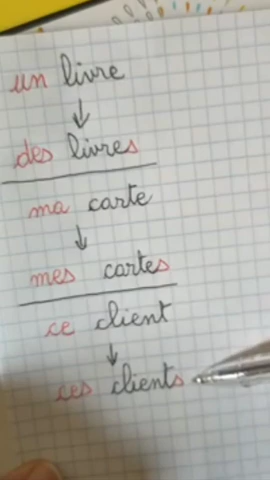 un livre
↓
des livres
ma carte
↓
mes cartes
ce client
↓
ces clients